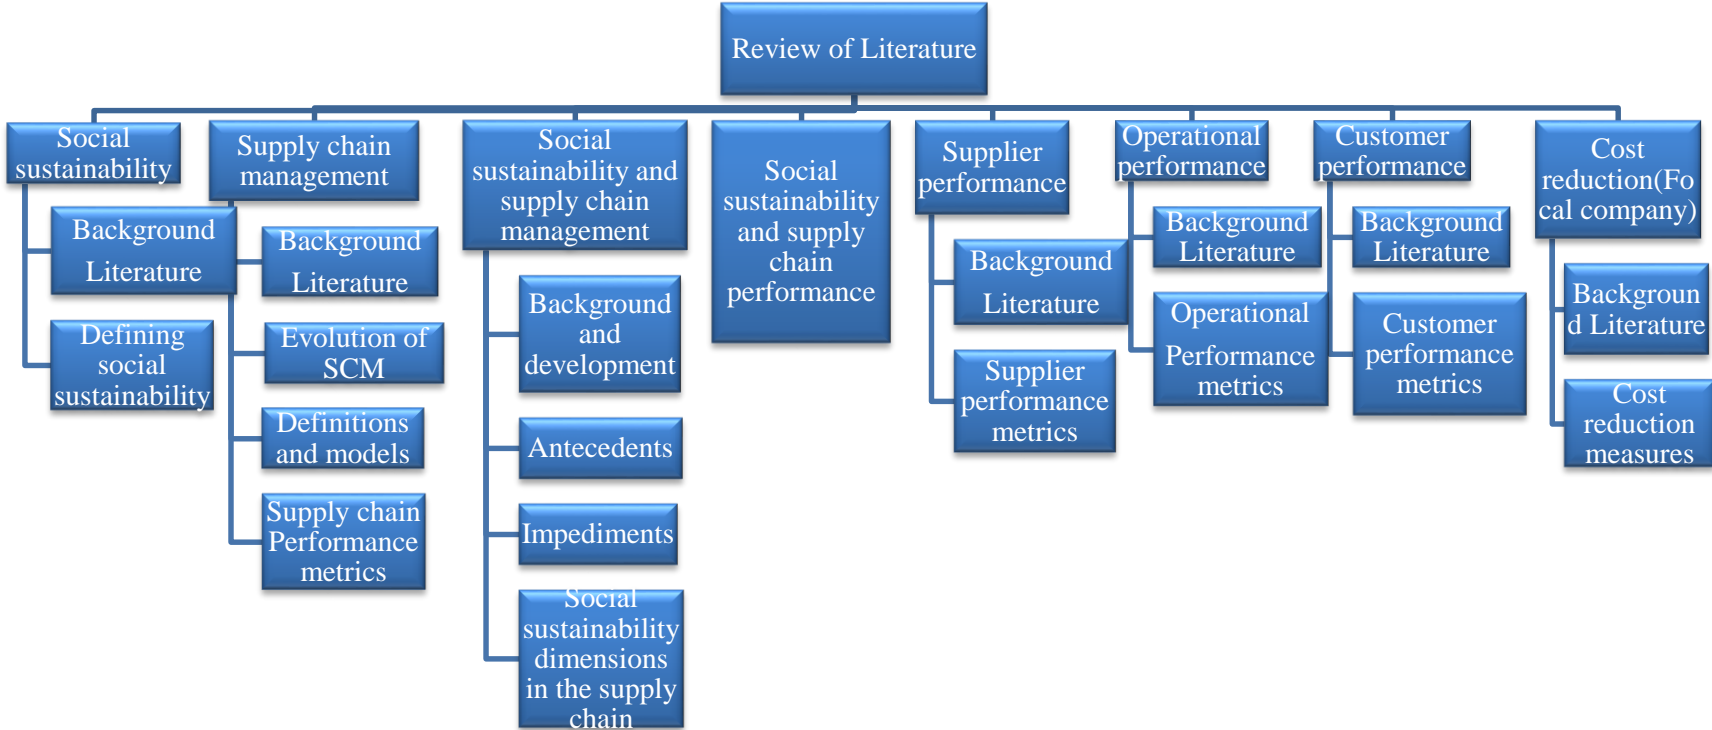 Review of Literature
Social
sustainability
Background
Literature
Defining
social
sustainability
Supply chain
management
Background
Literature
Evolution of
SCM
Definitions
and models
Supply chain
Performance
metrics
Social
sustainability and
supply chain
management
Background
and
development
Antecedents
Impediments
Social
sustainability
dimensions
in the supply
chain
Social
sustainability
and supply
chain
performance
Supplier
performance
Background
Literature
Supplier
performance
metrics
Operational
performance
Background
Literature
Operational
Performance
metrics
Customer
performance
Background
Literature
Customer
performance
metrics
Cost
reduction(Fo
cal company)
Backgroun
d Literature
Cost
reduction
measures